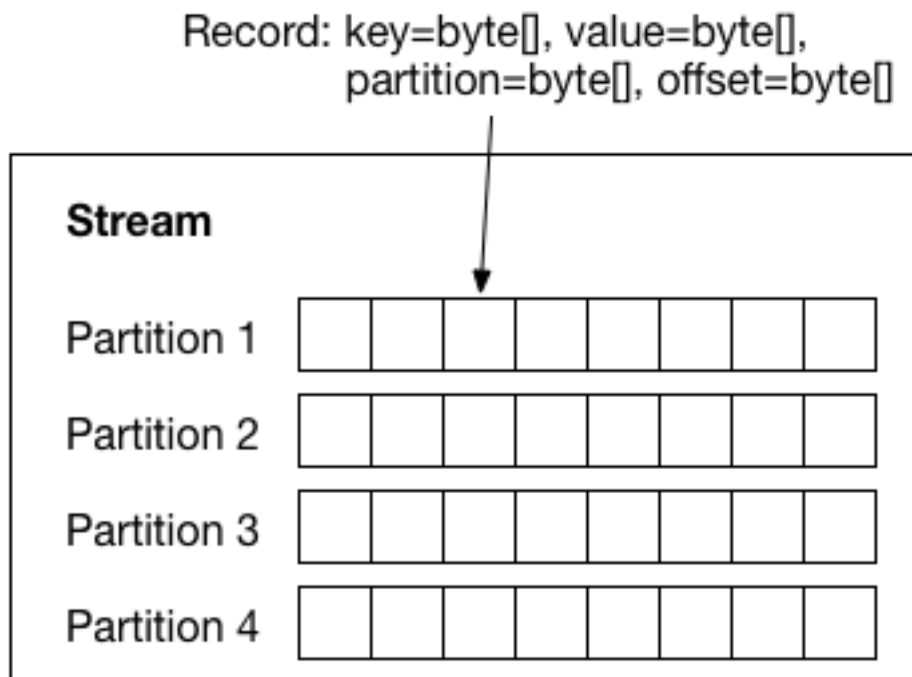 Record: key=byte[], value=byte[],
partition=byte[], offset=byte[]
Stream
Partition 1
Partition 2
Partition 3
Partition 4